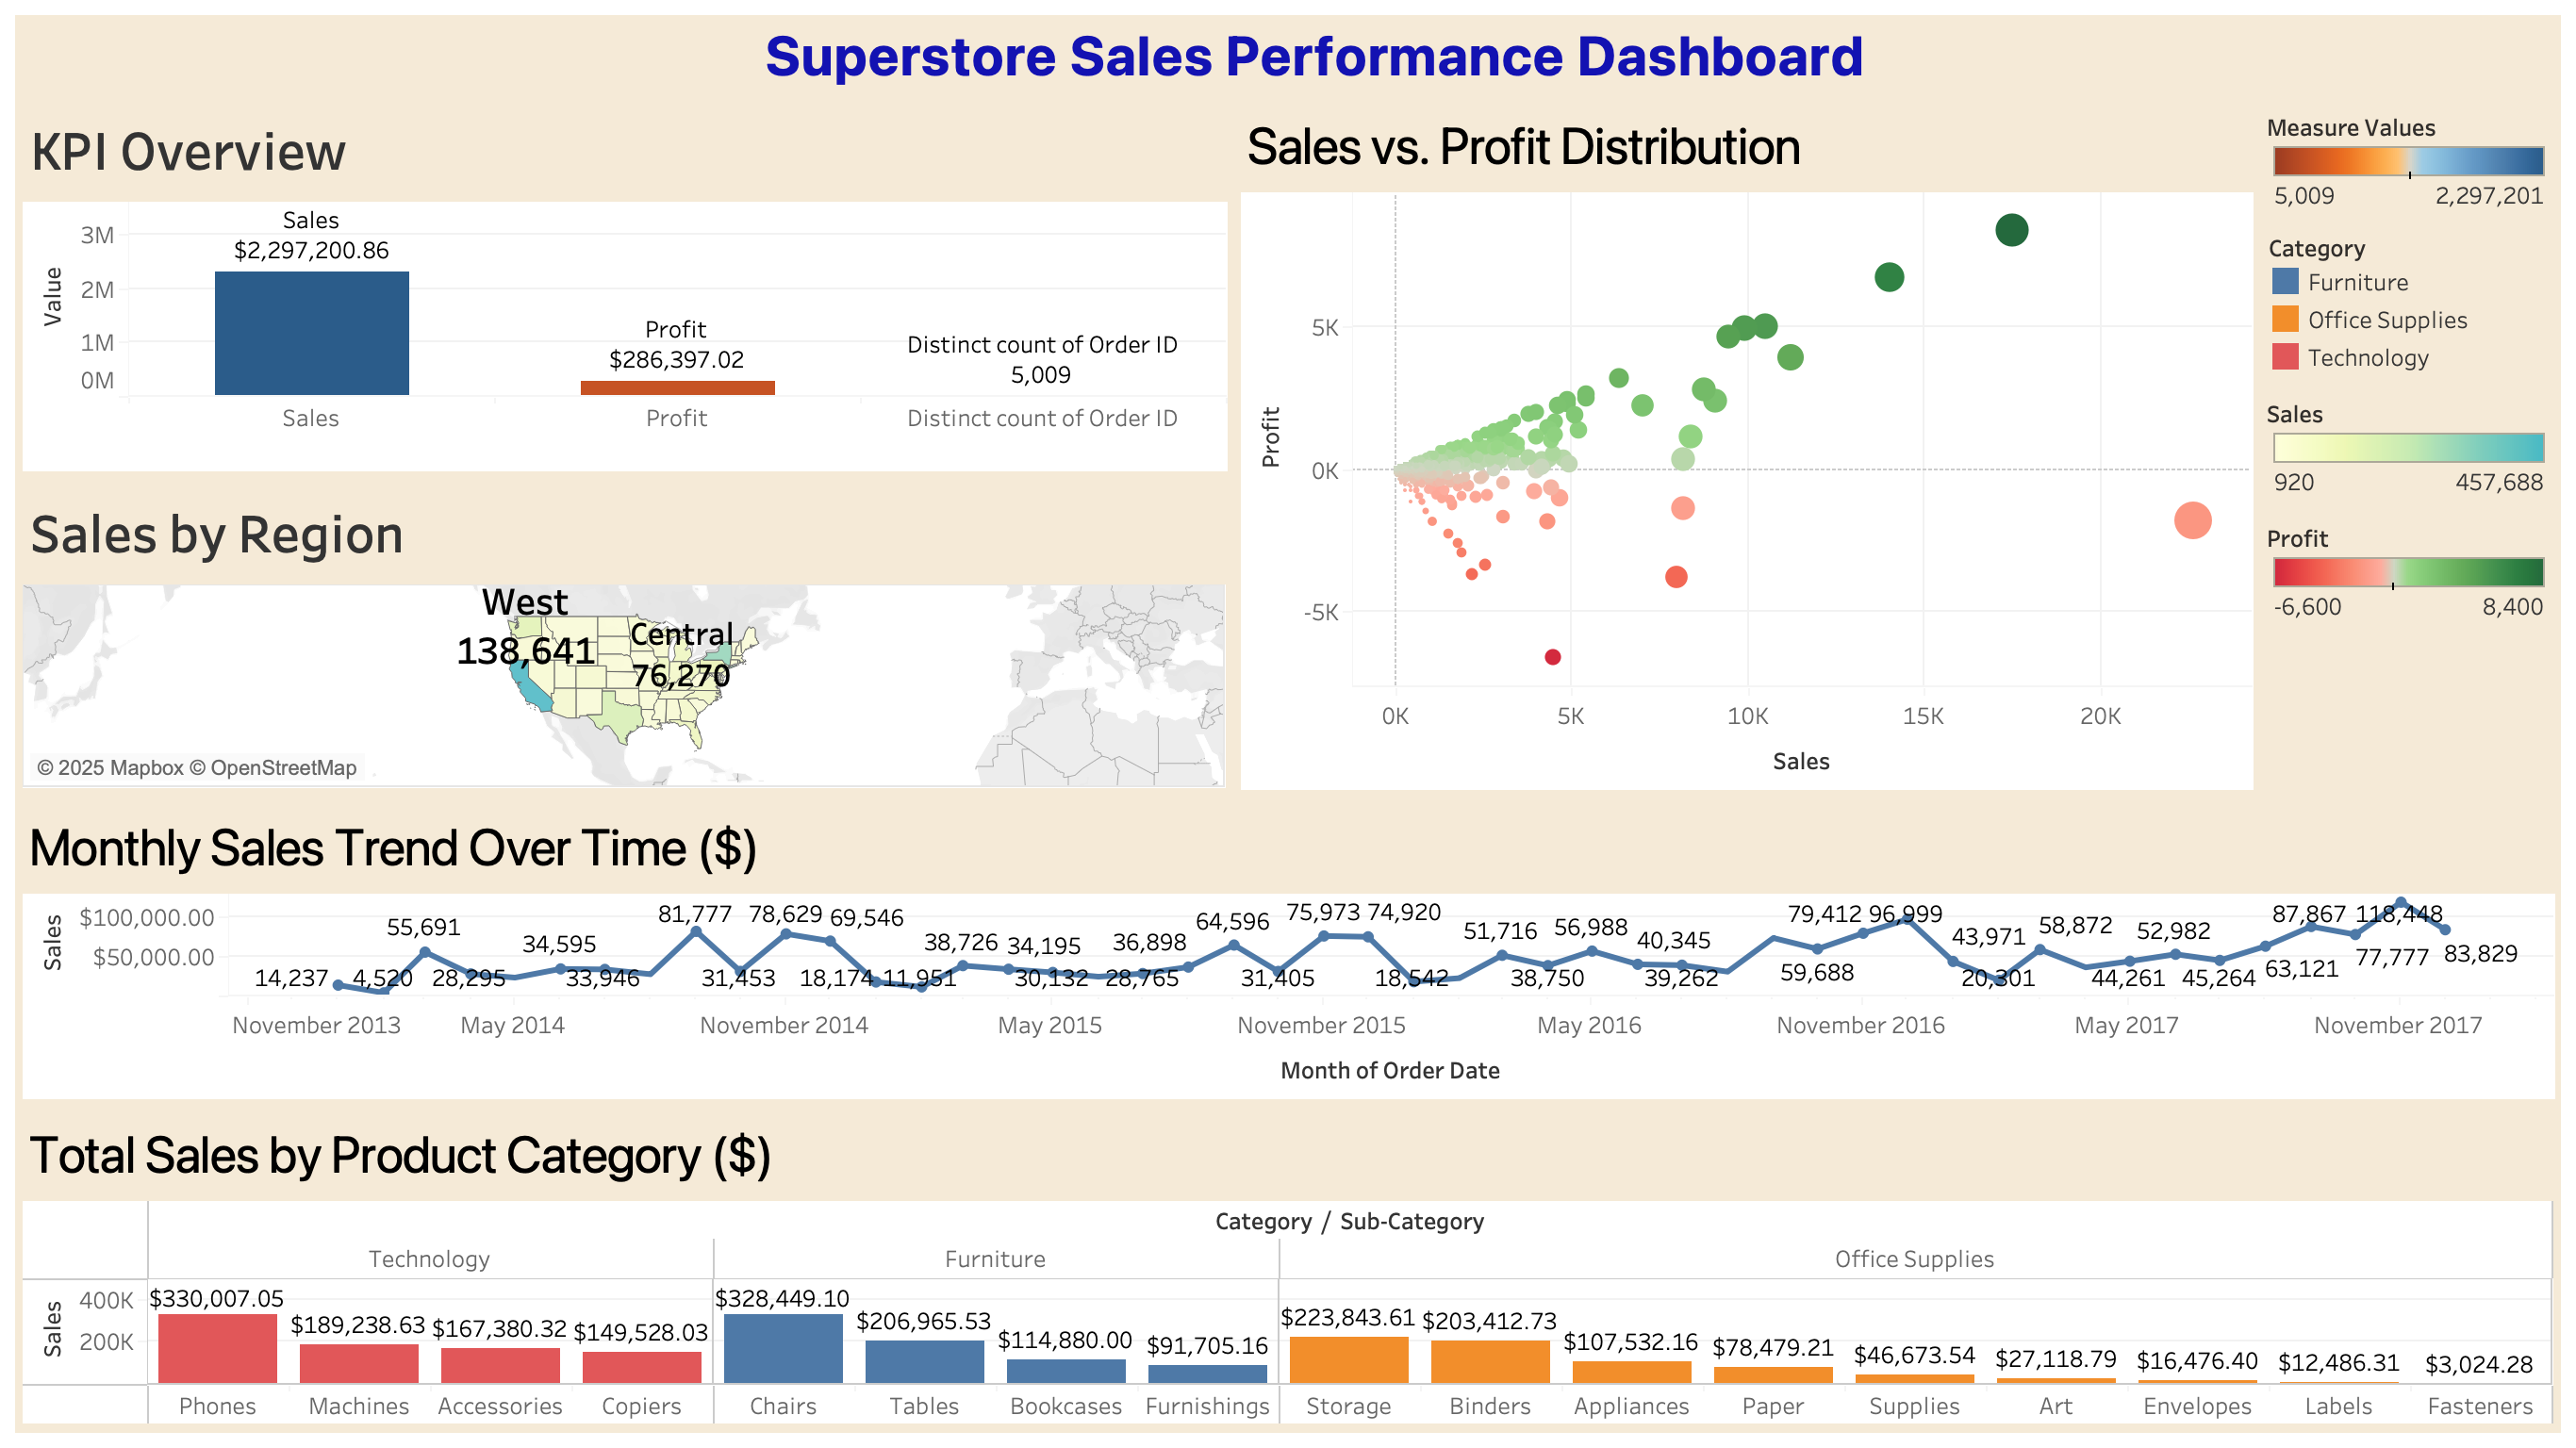 Superstore Sales Performance Dashboard
KPI Overview
Value
3M
2M
1M
0M
Sales
$2,297,200.86
Profit
$286,397.02
Distinct count of Order ID
5,009
Sales Profit Distinct count of Order ID
Sales by Region
West
138,641
Central
76,270
© 2025 Mapbox © OpenStreetMap
Sales vs. Profit Distribution
Profit
5K
0K
-5K
0K 5K 10K 15K 20K
Sales
Measure Values
5,009 2,297,201
Category
Furniture
Office Supplies
Technology
Sales
920 457,688
Profit
-6,600 8,400
Monthly Sales Trend Over Time ($)
Sales
$100,000.00
$50,000.00
81,777 78,629 69,546 75,973 74,920 79,412 96,999 87,867 118,448
55,691 64,596 51,716 56,988 58,872 52,982
34,595 38,726 34,195 36,898 40,345 43,971 77,777 83,829
14,237 4,520 28,295 33,946 31,453 18,174 11,951 30,132 28,765 31,405 18,542 38,750 39,262 59,688 20,301 44,261 45,264 63,121
November 2013 May 2014 November 2014 May 2015 November 2015 May 2016 November 2016 May 2017 November 2017
Month of Order Date
Total Sales by Product Category ($)
Category / Sub-Category
Technology Furniture Office Supplies
Sales
400K
200K
$330,007.05 $189,238.63 $167,380.32 $149,528.03 $328,449.10 $206,965.53 $114,880.00 $91,705.16 $223,843.61 $203,412.73 $107,532.16 $78,479.21 $46,673.54 $27,118.79 $16,476.40 $12,486.31 $3,024.28
Phones Machines Accessories Copiers Chairs Tables Bookcases Furnishings Storage Binders Appliances Paper Supplies Art Envelopes Labels Fasteners